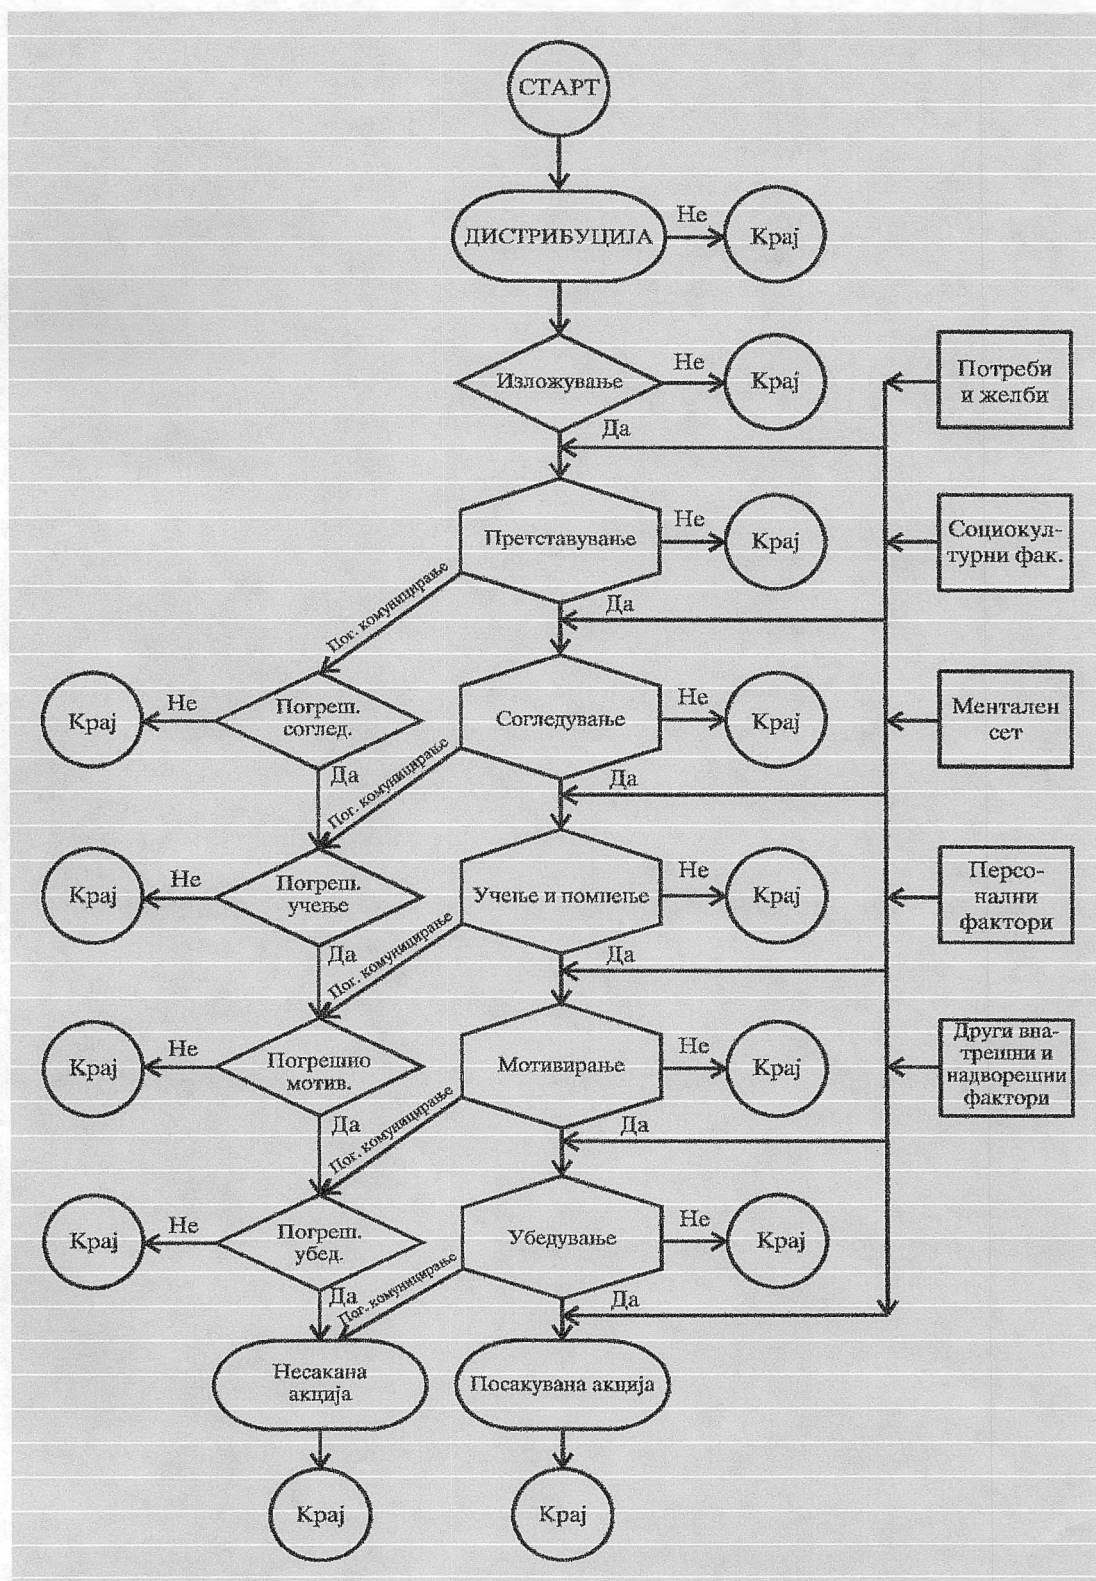 СТАРТ
ДИСТРИБУЦИЈА
Не
Крај
Изложување
Не
Крај
Потреби
и желби
Да
Претставување
Не
Крај
Социокул-
турни фак.
Пог. комуницирање
Да
Крај
Не
Погреш.
соглед.
Согледување
Не
Крај
Ментален
сет
Да
Пог. комуницирање
Да
Крај
Не
Погреш.
учење
Учење и помнење
Не
Крај
Персо-
нални
фактори
Да
Пог. комуницирање
Да
Крај
Не
Погрешно
мотив.
Мотивирање
Не
Крај
Други вна-
трешни и
надворешни
фактори
Да
Пог. комуницирање
Да
Крај
Не
Погреш.
убед.
Убедување
Не
Крај
Да
Пог. комуницирање
Да
Несакана
акција
Посакувана акција
Крај
Крај